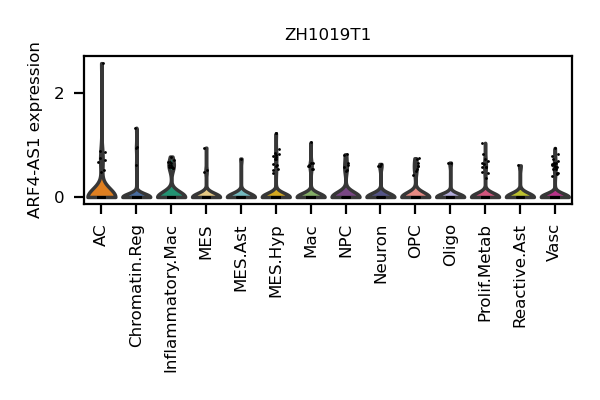 ZH1019T1
ARF4-AS1 expression
2
0
AC
Chromatin.Reg
Inflammatory.Mac
MES
MES.Ast
MES.Hyp
Mac
NPC
Neuron
OPC
Oligo
Prolif.Metab
Reactive.Ast
Vasc